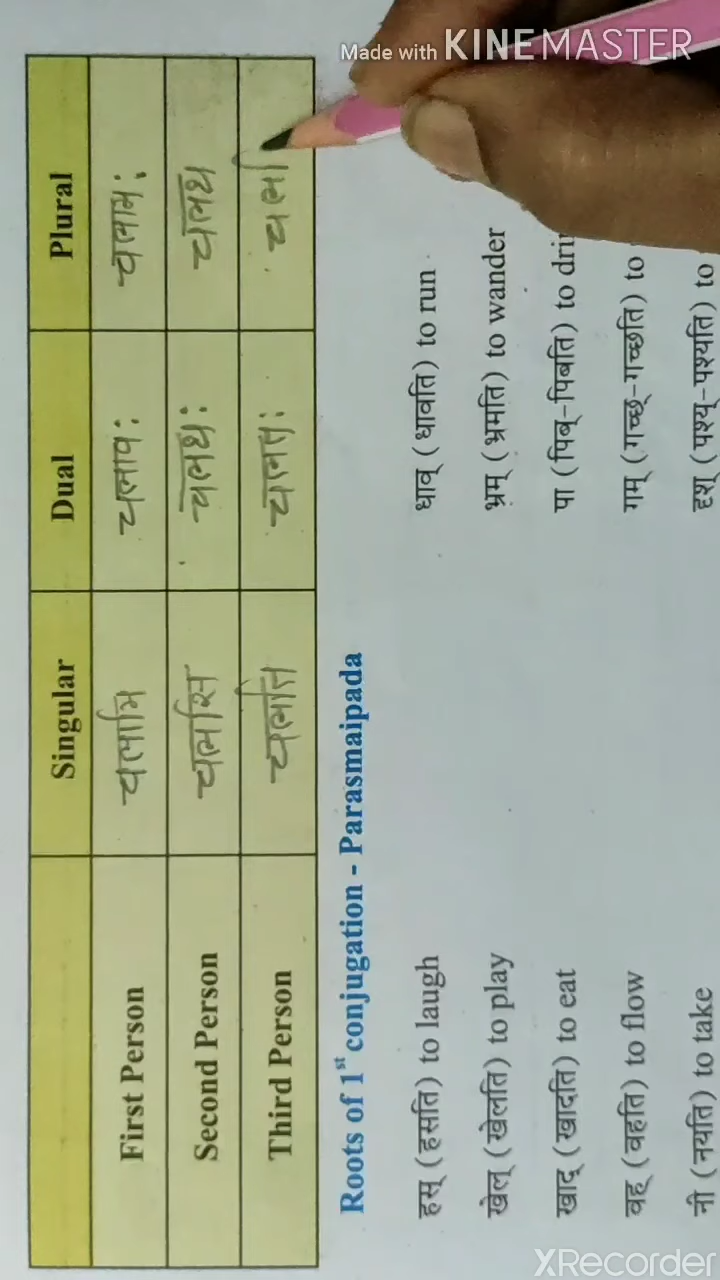 Made with KINEMASTER
Singular Dual Plural
First Person चलामि चलावः चलामः
Second Person चलसि चलथः चलथ
Third Person चलति चलतः
Roots of 1st conjugation - Parasmaipada
हस् (हसति) to laugh धाव् (धावति) to run
खेल् (खेलति) to play भ्रम् (भ्रमति) to wander
खाद् (खादति) to eat पा (पिब्-पिबति) to dri
वह् (वहति) to flow गम् (गच्छ्-गच्छति) to
नी (नयति) to take दृश् (पश्य्-पश्यति) to
XRecorder